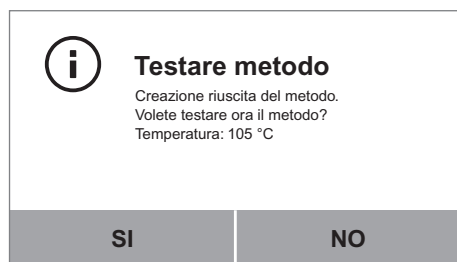 Testare metodo
Creazione riuscita del metodo.
Volete testare ora il metodo?
Temperatura: 105 °C
SI NO